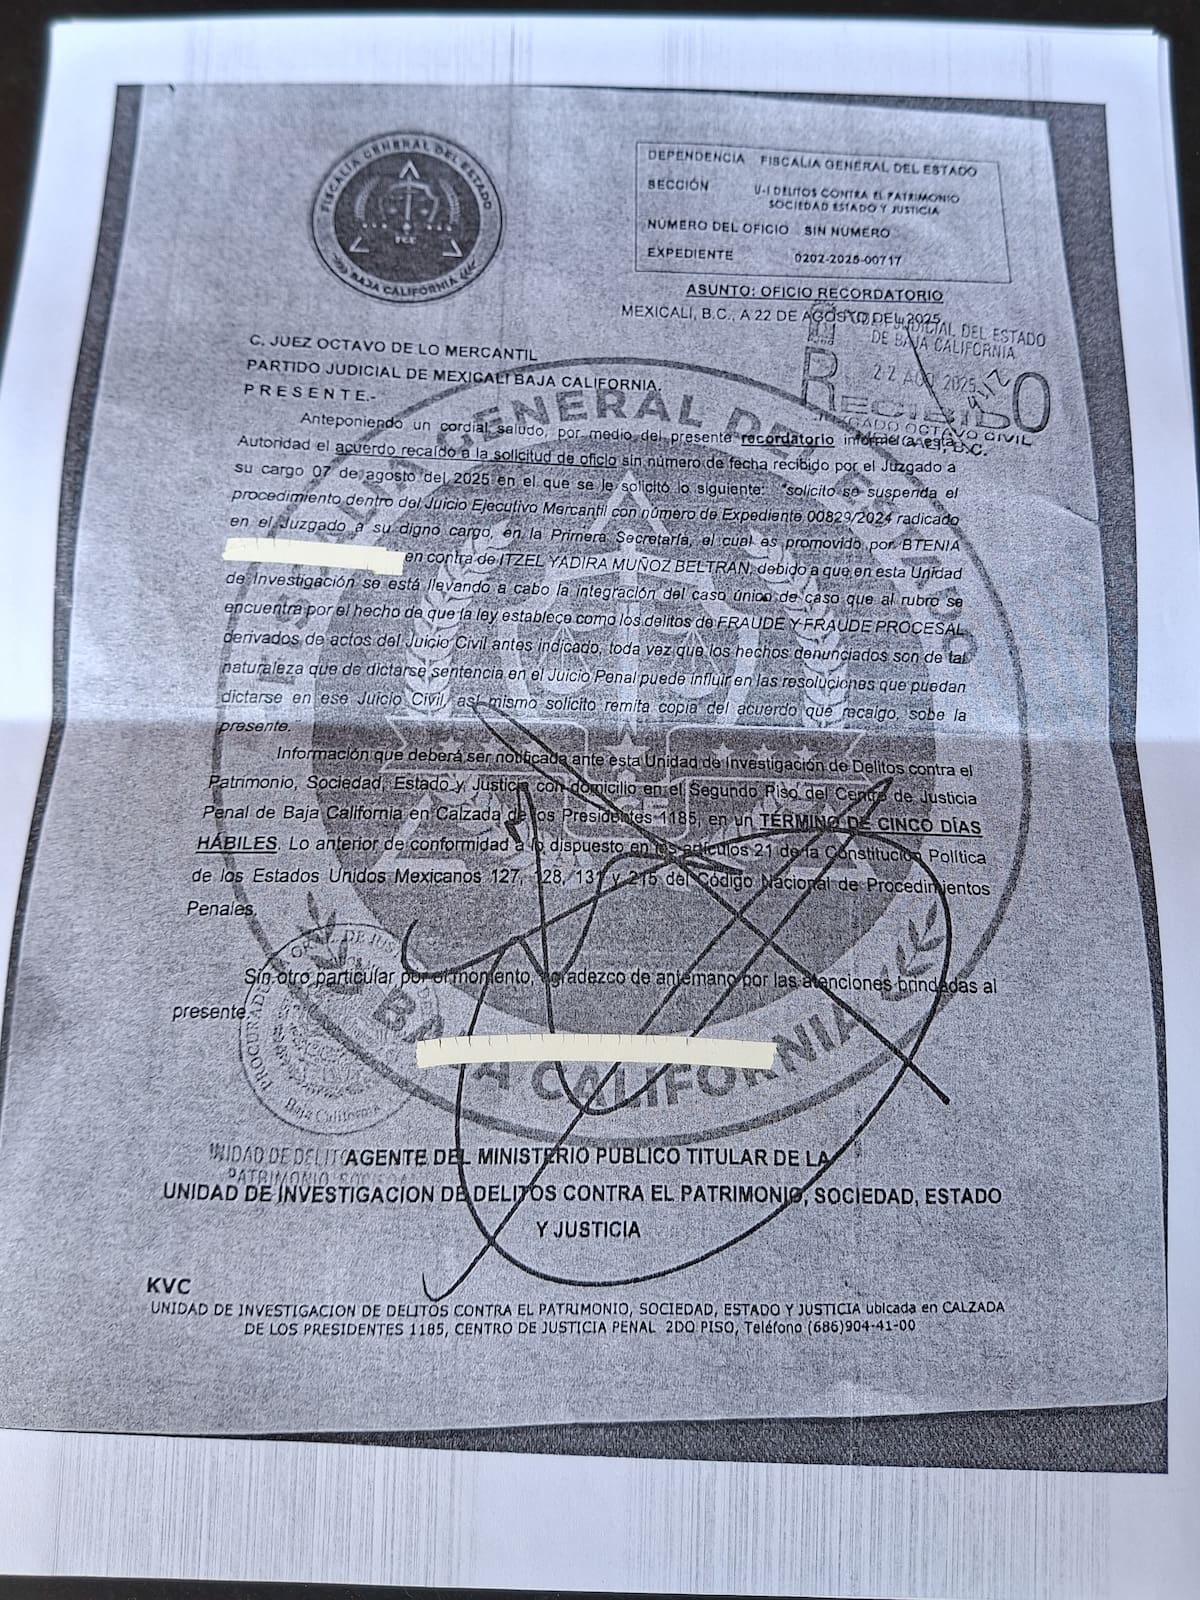 FISCALIA GENERAL DEL ESTADO
FGE
BAJA CALIFORNIA
DEPENDENCIA FISCALIA GENERAL DEL ESTADO
SECCIÓN U-I DELITOS CONTRA EL PATRIMONIO
SOCIEDAD ESTADO Y JUSTICIA
NÚMERO DEL OFICIO SIN NUMERO
EXPEDIENTE 0202-2025-00717
ASUNTO: OFICIO RECORDATORIO
MEXICALI, B.C., A 22 DE AGOSTO DEL 2025.
JUDICIAL DEL ESTADO
DE BAJA CALIFORNIA
22 AGO 2025
RECIBIDO
OCTAVO CIVIL
B.C.
C. JUEZ OCTAVO DE LO MERCANTIL
PARTIDO JUDICIAL DE MEXICALI BAJA CALIFORNIA.
P R E S E N T E.-
Anteponiendo un cordial saludo, por medio del presente recordatorio informe a esta
Autoridad el acuerdo recaído a la solicitud de oficio sin número de fecha recibido por el Juzgado a
su cargo 07 de agosto del 2025 en el que se le solicitó lo siguiente: "solicito se suspenda el
procedimiento dentro del Juicio Ejecutivo Mercantil con número de Expediente 00829/2024 radicado
en el Juzgado a su digno cargo, en la Primera Secretaría, el cual es promovido por BTENIA
en contra de ITZEL YADIRA MUÑOZ BELTRAN, debido a que en esta Unidad
de Investigación se está llevando a cabo la integración del caso único de caso que al rubro se
encuentra por el hecho de que la ley establece como los delitos de FRAUDE Y FRAUDE PROCESAL
derivados de actos del Juicio Civil antes indicado, toda vez que los hechos denunciados son de tal
naturaleza que de dictarse sentencia en el Juicio Penal puede influir en las resoluciones que puedan
dictarse en ese Juicio Civil, así mismo solicito remita copia del acuerdo que recaigo, sobe la
presente."
Información que deberá ser notificada ante esta Unidad de Investigación de Delitos contra el
Patrimonio, Sociedad, Estado y Justicia con domicilio en el Segundo Piso del Centro de Justicia
Penal de Baja California en Calzada de los Presidentes 1185, en un TÉRMINO DE CINCO DÍAS
HÁBILES. Lo anterior de conformidad a lo dispuesto en los artículos 21 de la Constitución Política
de los Estados Unidos Mexicanos 127, 128, 131 y 215 del Código Nacional de Procedimientos
Penales.
Sin otro particular por el momento, agradezco de antemano por las atenciones brindadas al
presente.
Baja California
UNIDAD DE DELIT
PATRIMONIO, SOCIEDAD
AGENTE DEL MINISTERIO PUBLICO TITULAR DE LA
UNIDAD DE INVESTIGACION DE DELITOS CONTRA EL PATRIMONIO, SOCIEDAD, ESTADO
Y JUSTICIA
KVC
UNIDAD DE INVESTIGACION DE DELITOS CONTRA EL PATRIMONIO, SOCIEDAD, ESTADO Y JUSTICIA ubicada en CALZADA
DE LOS PRESIDENTES 1185, CENTRO DE JUSTICIA PENAL 2DO PISO, Teléfono (686)904-41-00